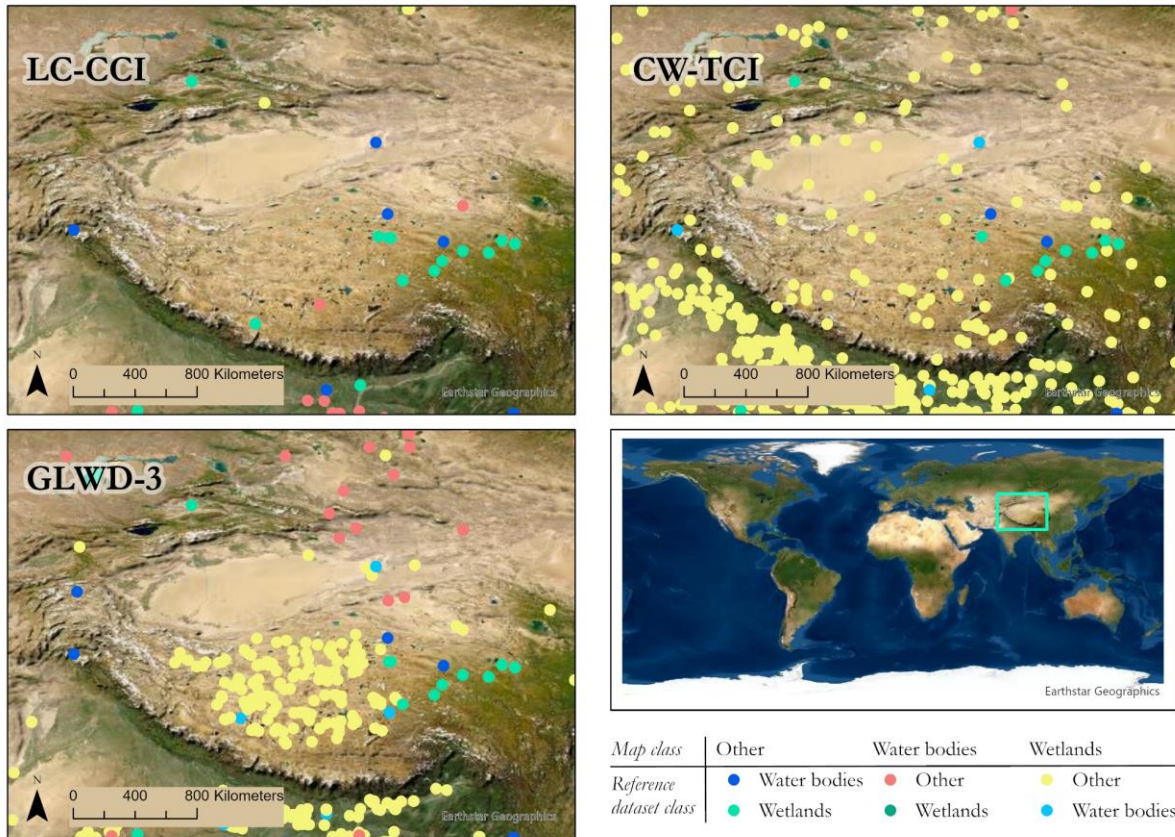 LC-CCI
N
0 400 800 Kilometers
Earthstar Geographics
CW-TCI
N
0 400 800 Kilometers
Earthstar Geographics
GLWD-3
N
0 400 800 Kilometers
Earthstar Geographics
Earthstar Geographics
Map class Other Water bodies Wetlands
Reference dataset class
Water bodies Other Other
Wetlands Wetlands Water bodies